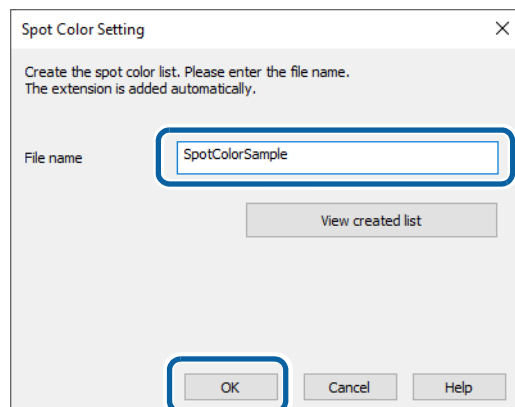 Spot Color Setting
Create the spot color list. Please enter the file name.
The extension is added automatically.
File name
SpotColorSample
View created list
OK
Cancel
Help